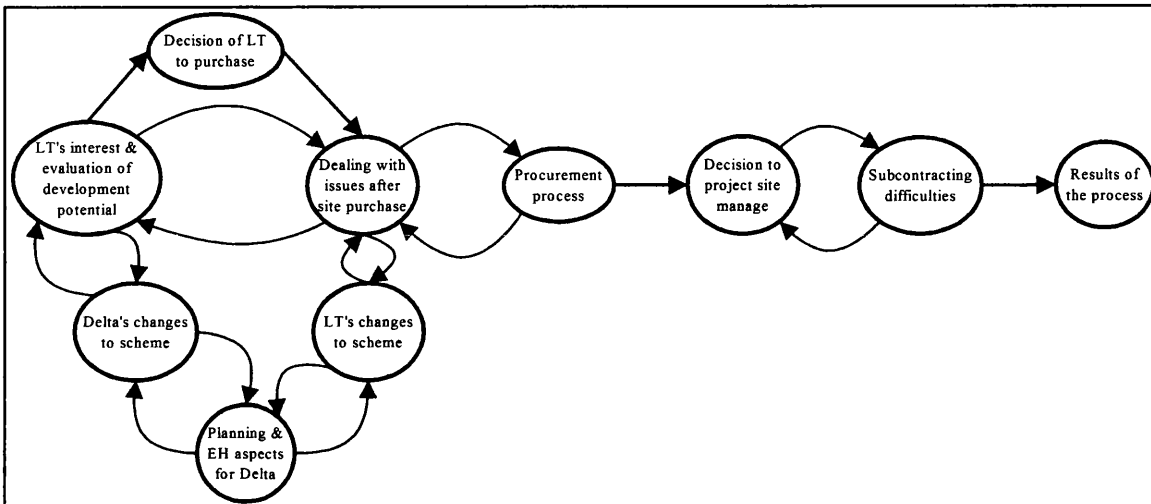 Decision of LT
to purchase
LT's interest &
evaluation of
development
potential
Dealing with
issues after
site purchase
Procurement
process
Decision to
project site
manage
Subcontracting
difficulties
Results of
the process
Delta's changes
to scheme
LT's changes
to scheme
Planning &
EH aspects
for Delta